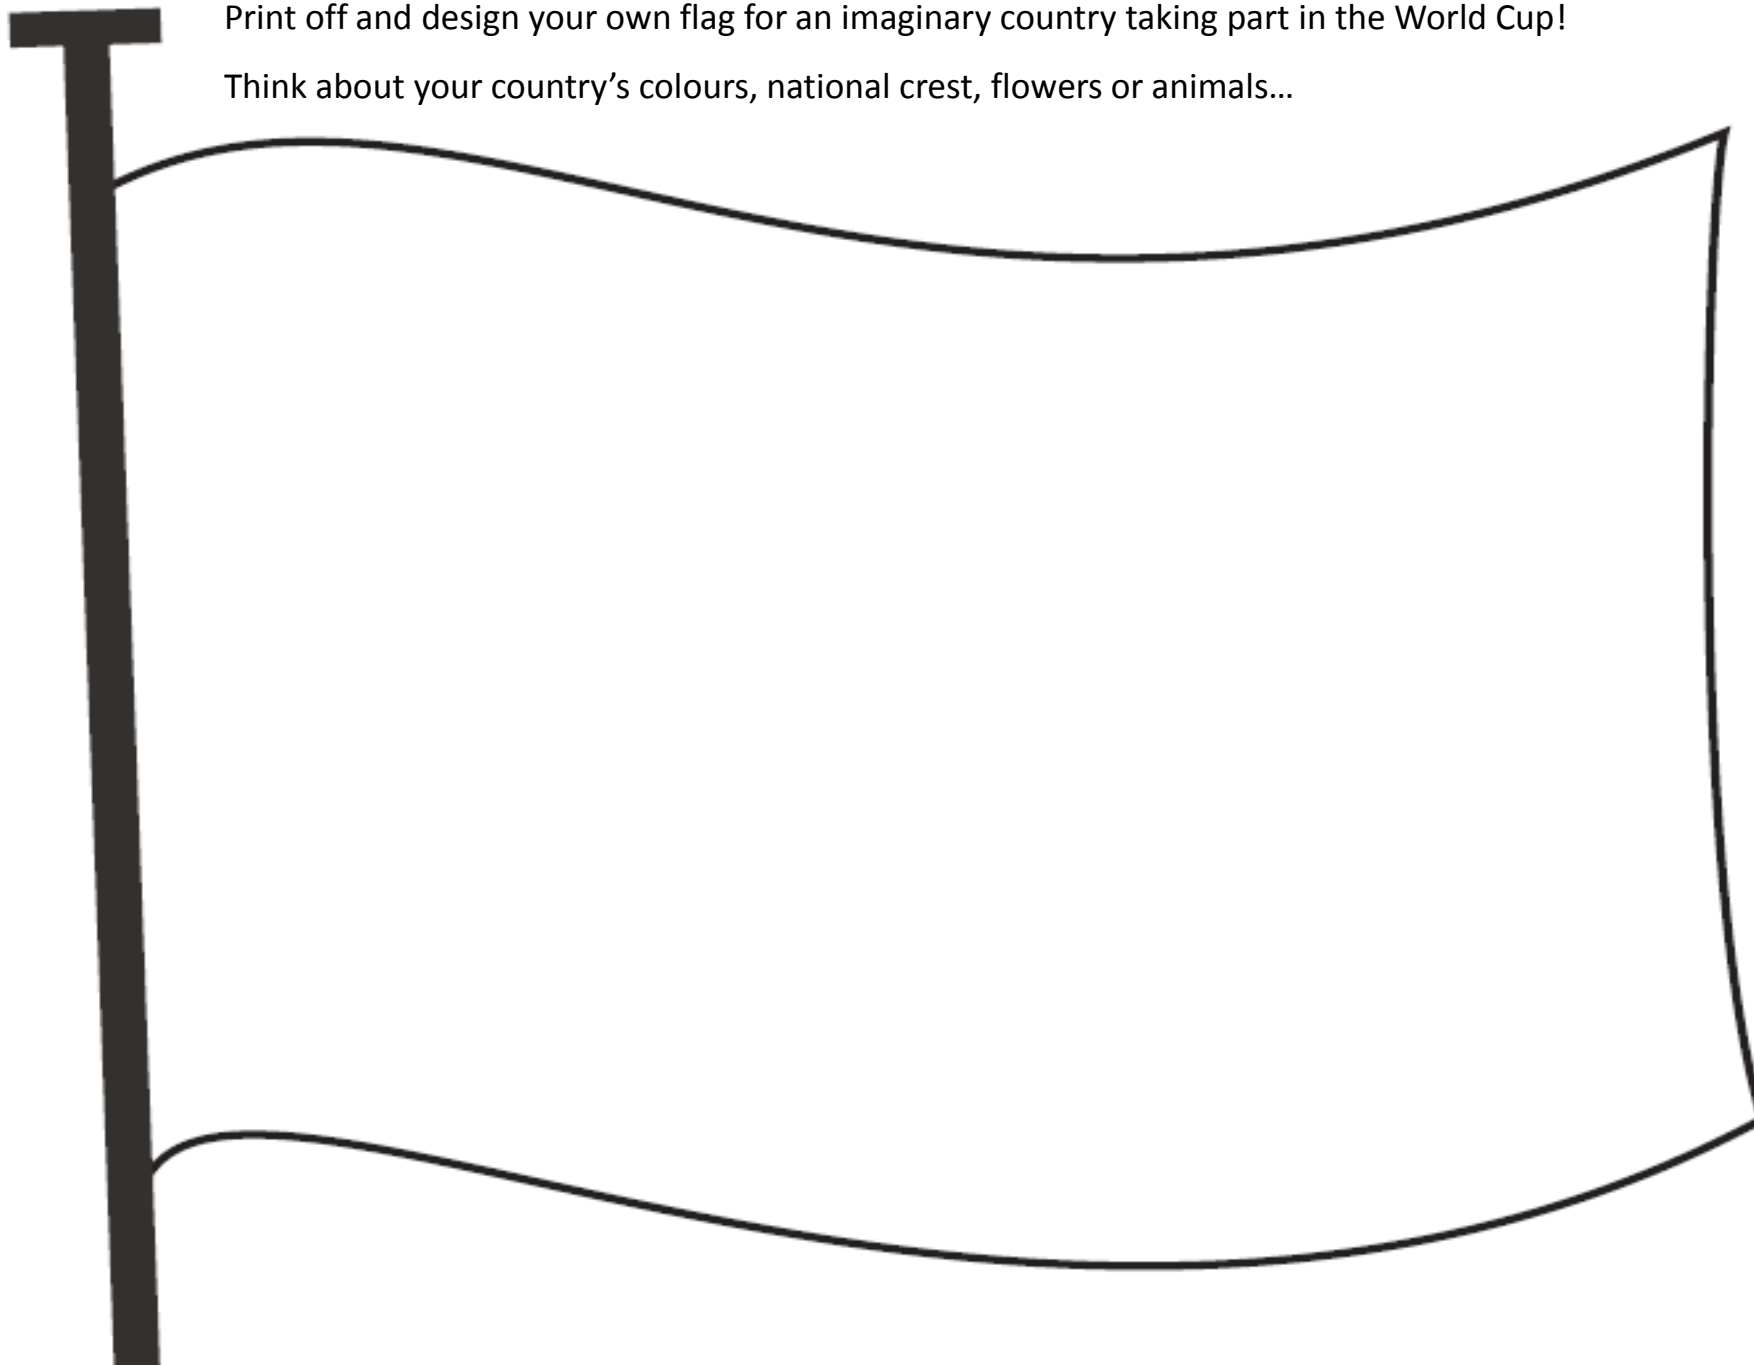 Print off and design your own flag for an imaginary country taking part in the World Cup!
Think about your country’s colours, national crest, flowers or animals…